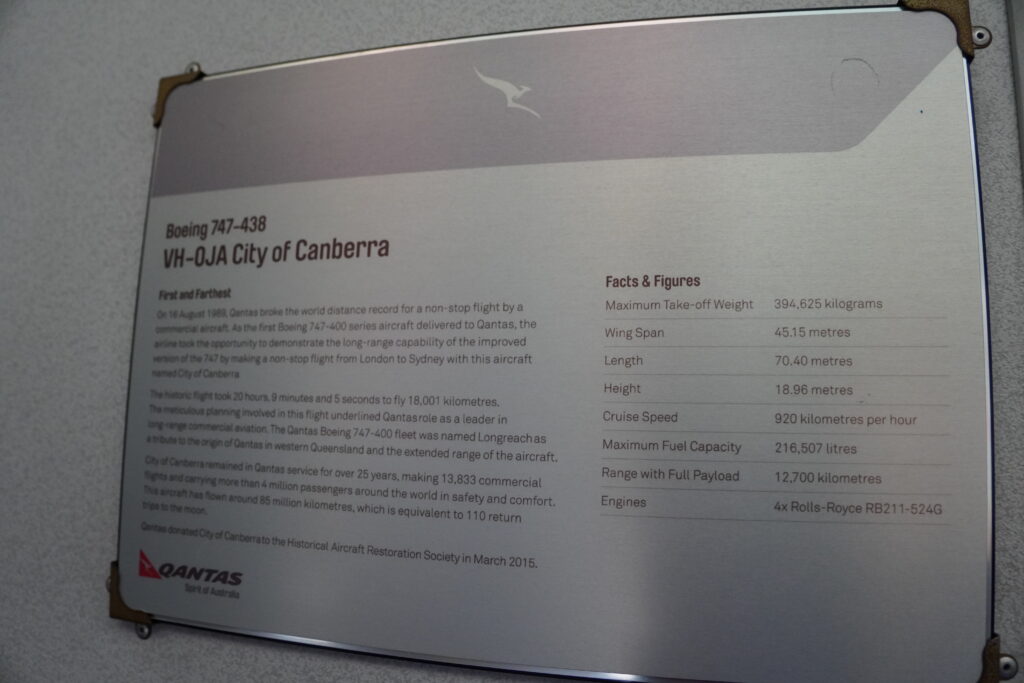 Boeing 747-438
VH-OJA City of Canberra
First and Farthest
On 16 August 1989, Qantas broke the world distance record for a non-stop flight by a
commercial aircraft. As the first Boeing 747-400 series aircraft delivered to Qantas, the
airline took the opportunity to demonstrate the long-range capability of the improved
version of the 747 by making a non-stop flight from London to Sydney with this aircraft
named City of Canberra.
The historic flight took 20 hours, 9 minutes and 5 seconds to fly 18,001 kilometres.
The meticulous planning involved in this flight underlined Qantas role as a leader in
long-range commercial aviation. The Qantas Boeing 747-400 fleet was named Longreach as
a tribute to the origin of Qantas in western Queensland and the extended range of the aircraft.
City of Canberra remained in Qantas service for over 25 years, making 13,833 commercial
flights and carrying more than 4 million passengers around the world in safety and comfort.
This aircraft has flown around 85 million kilometres, which is equivalent to 110 return
trips to the moon.
Qantas donated City of Canberra to the Historical Aircraft Restoration Society in March 2015.
QANTAS
Spirit of Australia
Facts & Figures
Maximum Take-off Weight 394,625 kilograms
Wing Span 45.15 metres
Length 70.40 metres
Height 18.96 metres
Cruise Speed 920 kilometres per hour
Maximum Fuel Capacity 216,507 litres
Range with Full Payload 12,700 kilometres
Engines 4x Rolls-Royce RB211-524G